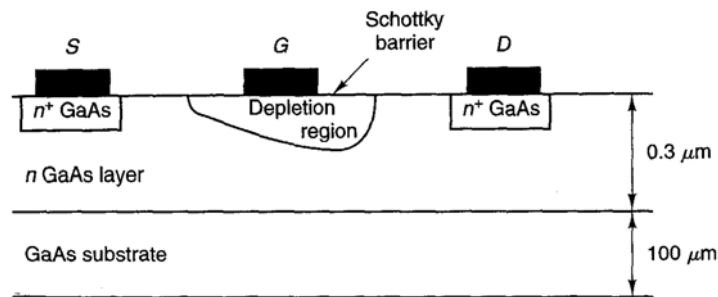 Schottky
barrier
S
G
D
n+ GaAs
Depletion
region
n+ GaAs
0.3 μm
n GaAs layer
GaAs substrate
100 μm